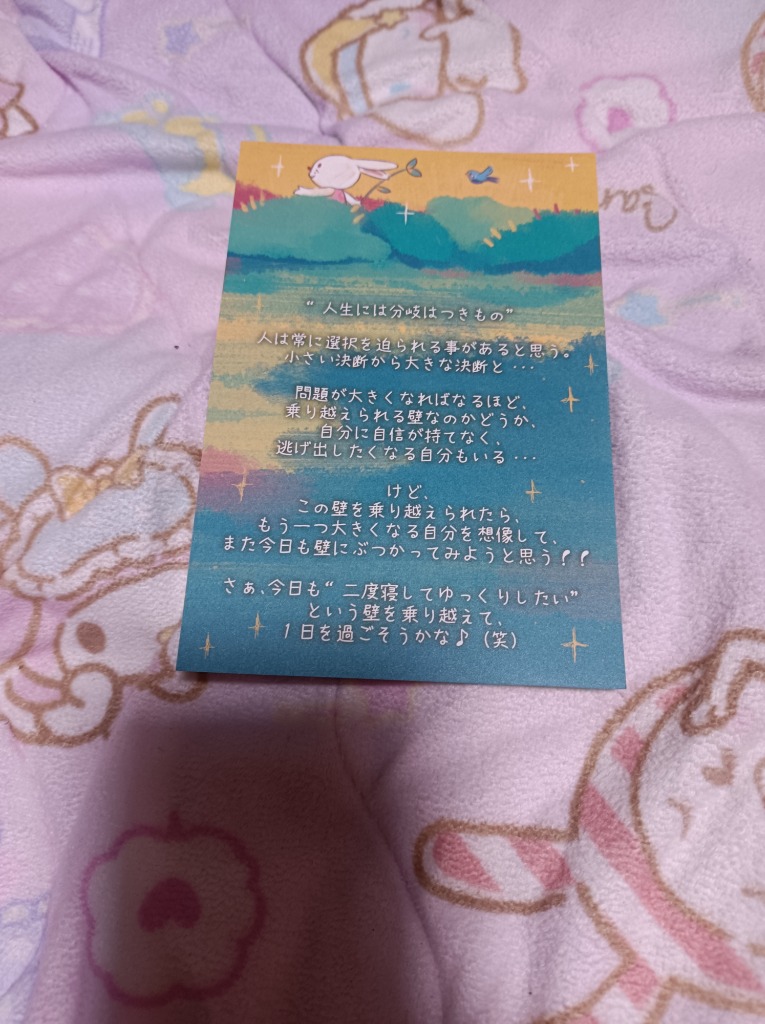 “人生には分岐はつきもの”
人は常に選択を迫られる事があると思う。
小さい決断から大きな決断と…
問題が大きくなればなるほど、
乗り越えられる壁なのかどうか、
自分に自信が持てなく、
逃げ出したくなる自分もいる…
けど、
この壁を乗り越えられたら、
もう一つ大きくなる自分を想像して、
また今日も壁にぶつかってみようと思う！！
さぁ、今日も“二度寝してゆっくりしたい”
という壁を乗り越えて、
１日を過ごそうかな♪（笑）